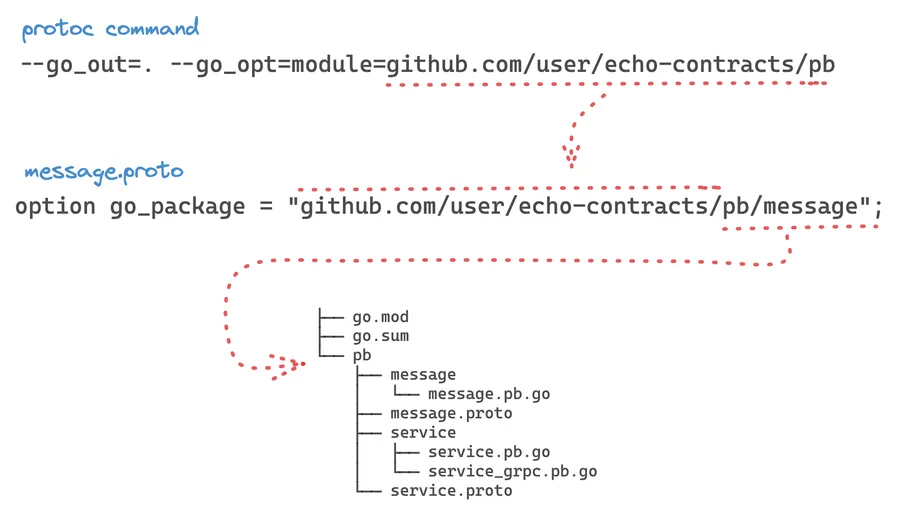 protoc command
--go_out=. --go_opt=module=github.com/user/echo-contracts/pb
message.proto
option go_package = "github.com/user/echo-contracts/pb/message";
├── go.mod
├── go.sum
└── pb
    ├── message
    │   └── message.pb.go
    ├── message.proto
    ├── service
    │   ├── service.pb.go
    │   └── service_grpc.pb.go
    └── service.proto